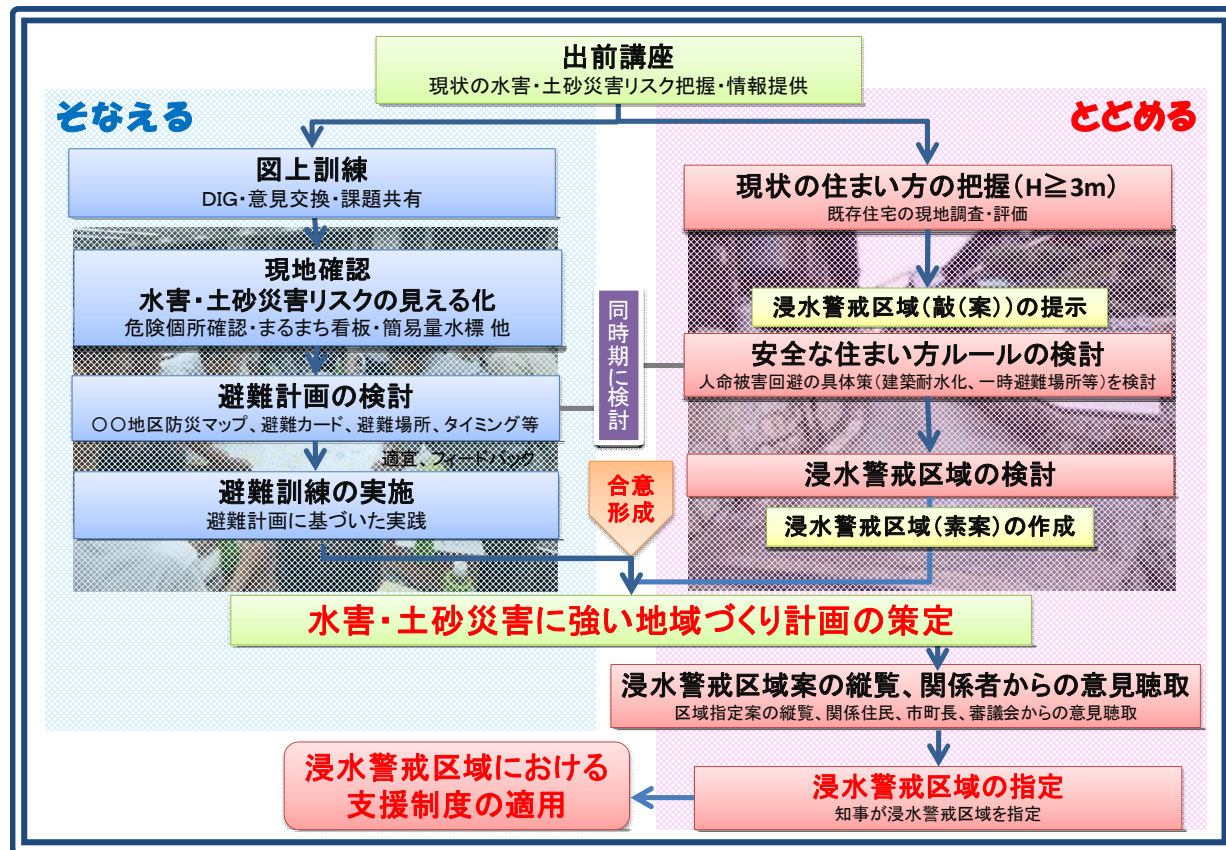 出前講座
現状の水害・土砂災害リスク把握・情報提供
そなえる
図上訓練
DIG・意見交換・課題共有
現地確認
水害・土砂災害リスクの見える化
危険個所確認・まるまち看板・簡易量水標 他
避難計画の検討
〇〇地区防災マップ、避難カード、避難場所、タイミング等
適宜、フィードバック
避難訓練の実施
避難計画に基づいた実践
同時期に検討
合意
形成
とどめる
現状の住まい方の把握(H≧3m)
既存住宅の現地調査・評価
浸水警戒区域(敲(案))の提示
安全な住まい方ルールの検討
人命被害回避の具体策(建築耐水化、一時避難場所等)を検討
浸水警戒区域の検討
浸水警戒区域(素案)の作成
水害・土砂災害に強い地域づくり計画の策定
浸水警戒区域案の縦覧、関係者からの意見聴取
区域指定案の縦覧、関係住民、市町長、審議会からの意見聴取
浸水警戒区域の指定
知事が浸水警戒区域を指定
浸水警戒区域における
支援制度の適用